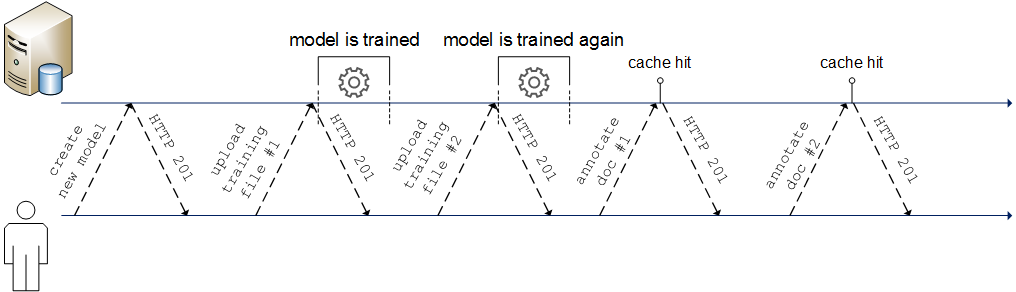 model is trained
model is trained again
cache hit
cache hit
create
new model
HTTP 201
upload
training
file #1
HTTP 201
upload
training
file #2
HTTP 201
annotate
doc #1
HTTP 201
annotate
doc #2
HTTP 201